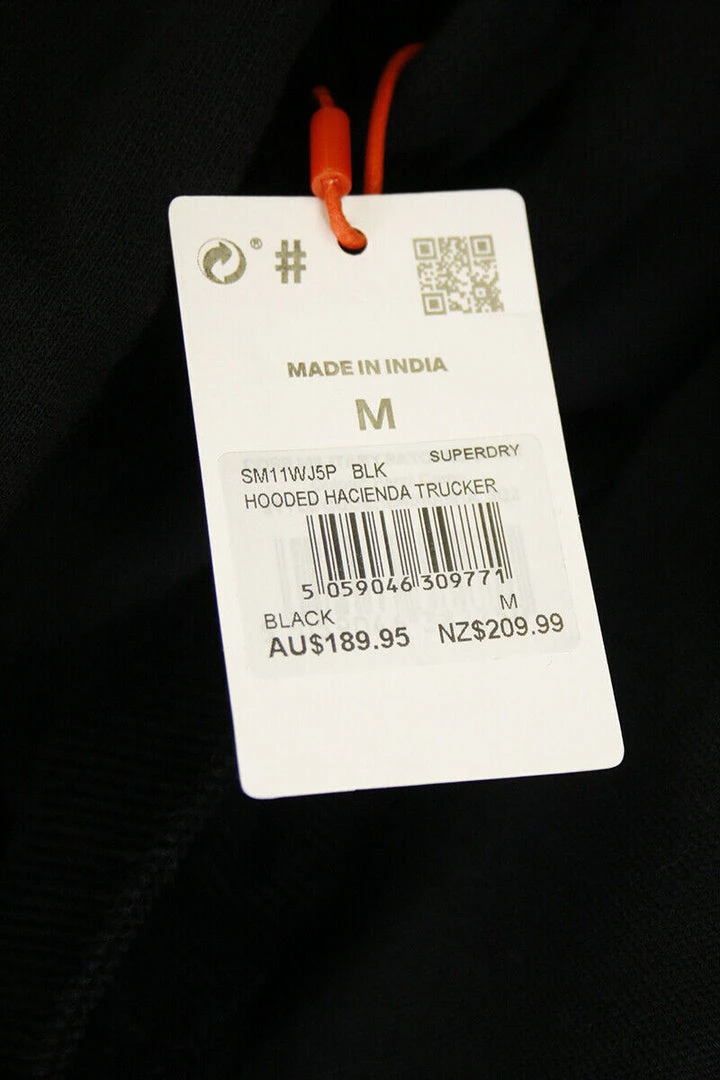 ® #
MADE IN INDIA
M
SUPERDRY
SM11WJ5P BLK
HOODED HACIENDA TRUCKER
5 059046 309771
BLACK M
AU$189.95 NZ$209.99